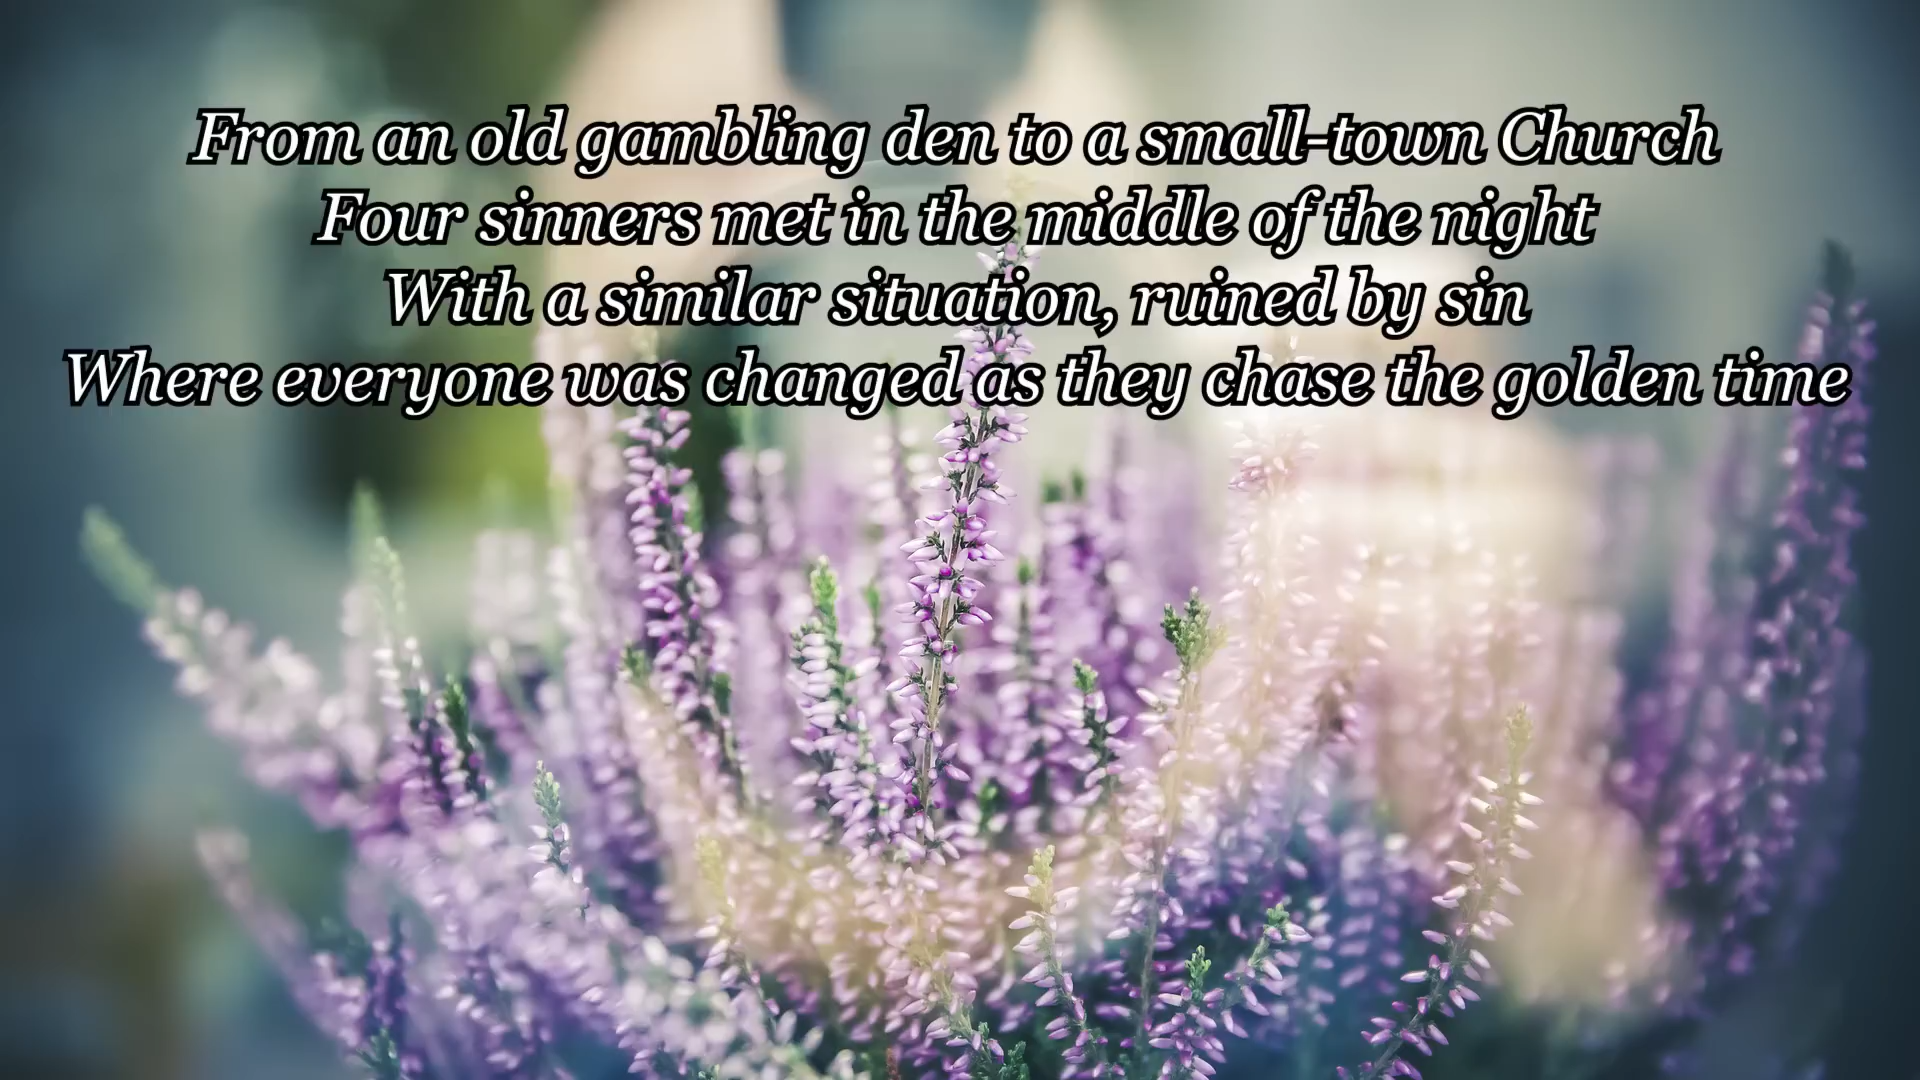 From an old gambling den to a small-town Church
Four sinners met in the middle of the night
With a similar situation, ruined by sin
Where everyone was changed as they chase the golden time